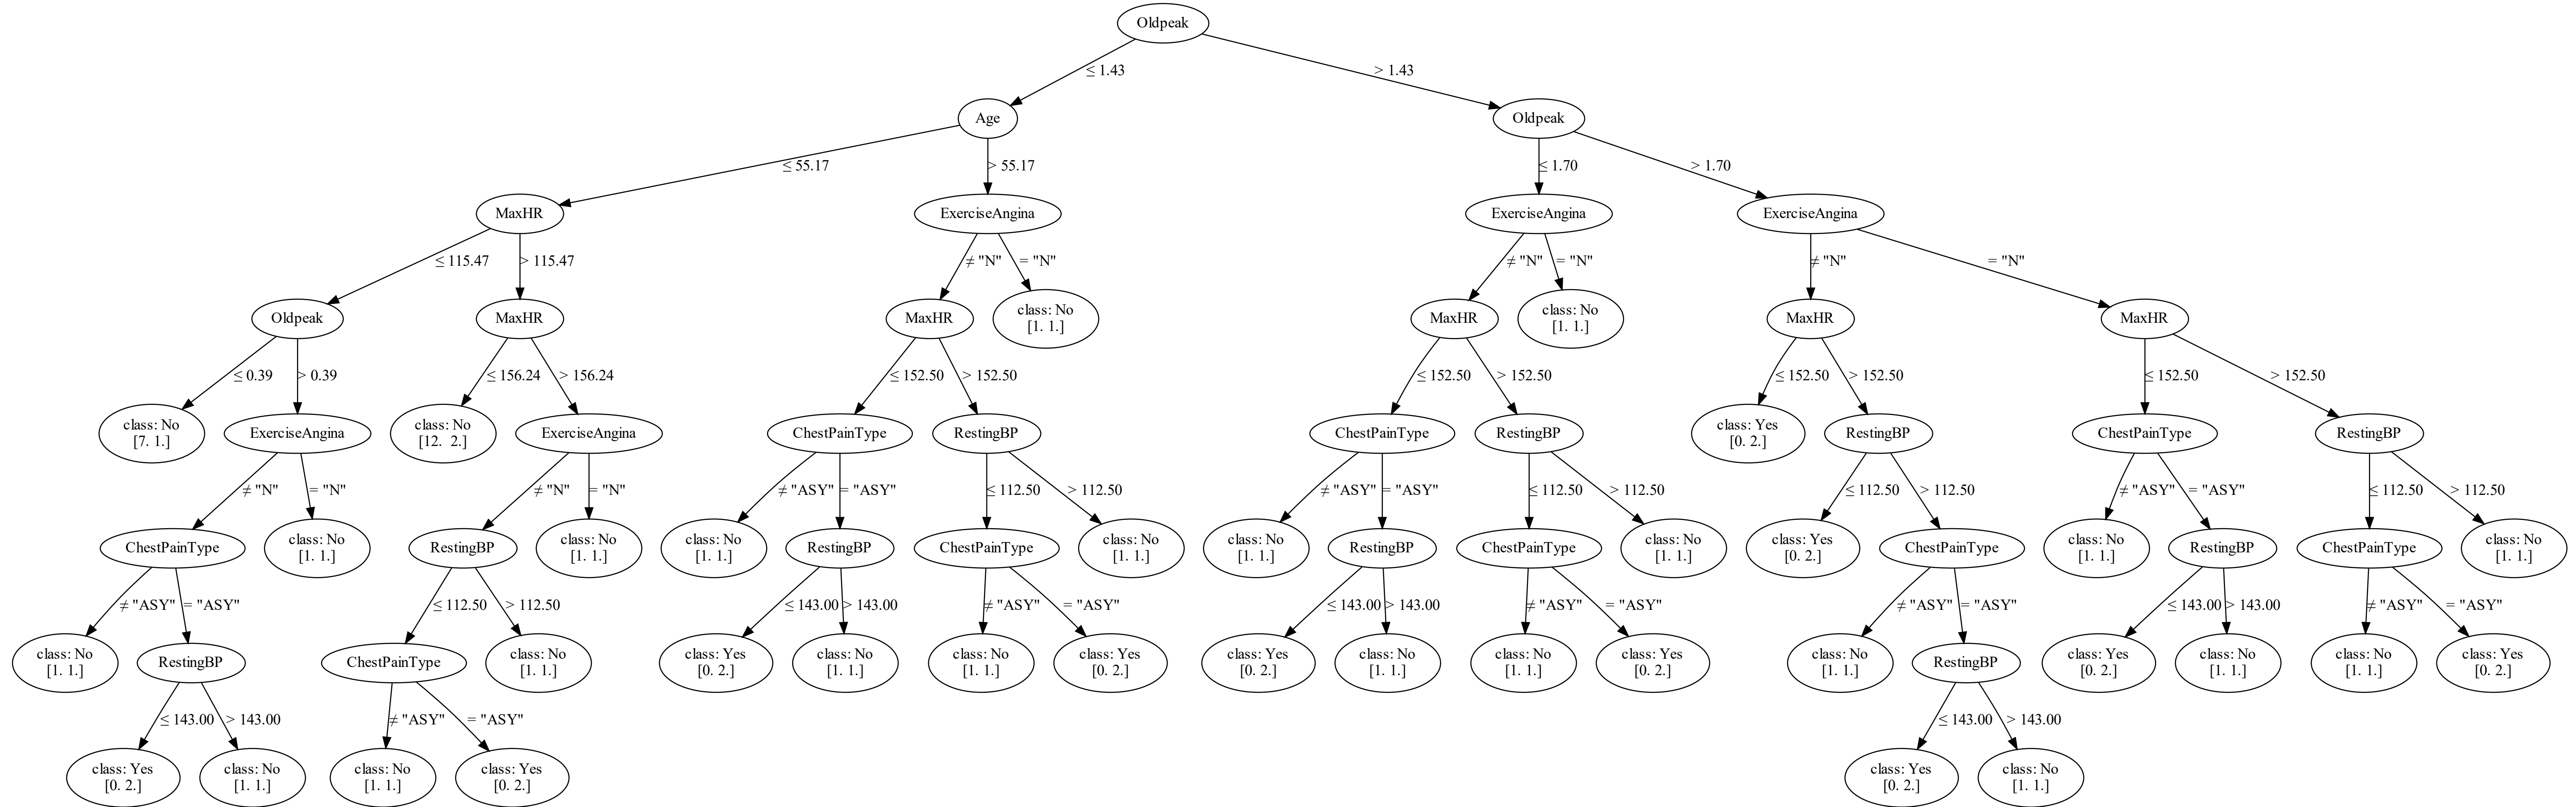 Oldpeak
≤ 1.43
> 1.43
Age
Oldpeak
≤ 55.17
> 55.17
≤ 1.70
> 1.70
MaxHR
ExerciseAngina
ExerciseAngina
ExerciseAngina
≤ 115.47
> 115.47
≠ "N"
= "N"
≠ "N"
= "N"
≠ "N"
= "N"
Oldpeak
MaxHR
MaxHR
class: No
[1. 1.]
MaxHR
class: No
[1. 1.]
MaxHR
MaxHR
≤ 0.39
> 0.39
≤ 156.24
> 156.24
≤ 152.50
> 152.50
≤ 152.50
> 152.50
≤ 152.50
> 152.50
≤ 152.50
> 152.50
class: No
[7. 1.]
ExerciseAngina
class: No
[12. 2.]
ExerciseAngina
ChestPainType
RestingBP
ChestPainType
RestingBP
class: Yes
[0. 2.]
RestingBP
ChestPainType
RestingBP
≠ "N"
= "N"
≠ "N"
= "N"
≠ "ASY"
= "ASY"
≤ 112.50
> 112.50
≠ "ASY"
= "ASY"
≤ 112.50
> 112.50
≤ 112.50
> 112.50
≠ "ASY"
= "ASY"
≤ 112.50
> 112.50
ChestPainType
class: No
[1. 1.]
RestingBP
class: No
[1. 1.]
class: No
[1. 1.]
RestingBP
ChestPainType
class: No
[1. 1.]
class: No
[1. 1.]
RestingBP
ChestPainType
class: No
[1. 1.]
class: Yes
[0. 2.]
ChestPainType
class: No
[1. 1.]
RestingBP
ChestPainType
class: No
[1. 1.]
≠ "ASY"
= "ASY"
≤ 112.50
> 112.50
≤ 143.00
> 143.00
≠ "ASY"
= "ASY"
≤ 143.00
> 143.00
≠ "ASY"
= "ASY"
≠ "ASY"
= "ASY"
≤ 143.00
> 143.00
≠ "ASY"
= "ASY"
class: No
[1. 1.]
RestingBP
ChestPainType
class: No
[1. 1.]
class: Yes
[0. 2.]
class: No
[1. 1.]
class: No
[1. 1.]
class: Yes
[0. 2.]
class: Yes
[0. 2.]
class: No
[1. 1.]
class: No
[1. 1.]
class: Yes
[0. 2.]
class: No
[1. 1.]
RestingBP
class: Yes
[0. 2.]
class: No
[1. 1.]
class: No
[1. 1.]
class: Yes
[0. 2.]
≤ 143.00
> 143.00
≠ "ASY"
= "ASY"
≤ 143.00
> 143.00
class: Yes
[0. 2.]
class: No
[1. 1.]
class: No
[1. 1.]
class: Yes
[0. 2.]
class: Yes
[0. 2.]
class: No
[1. 1.]